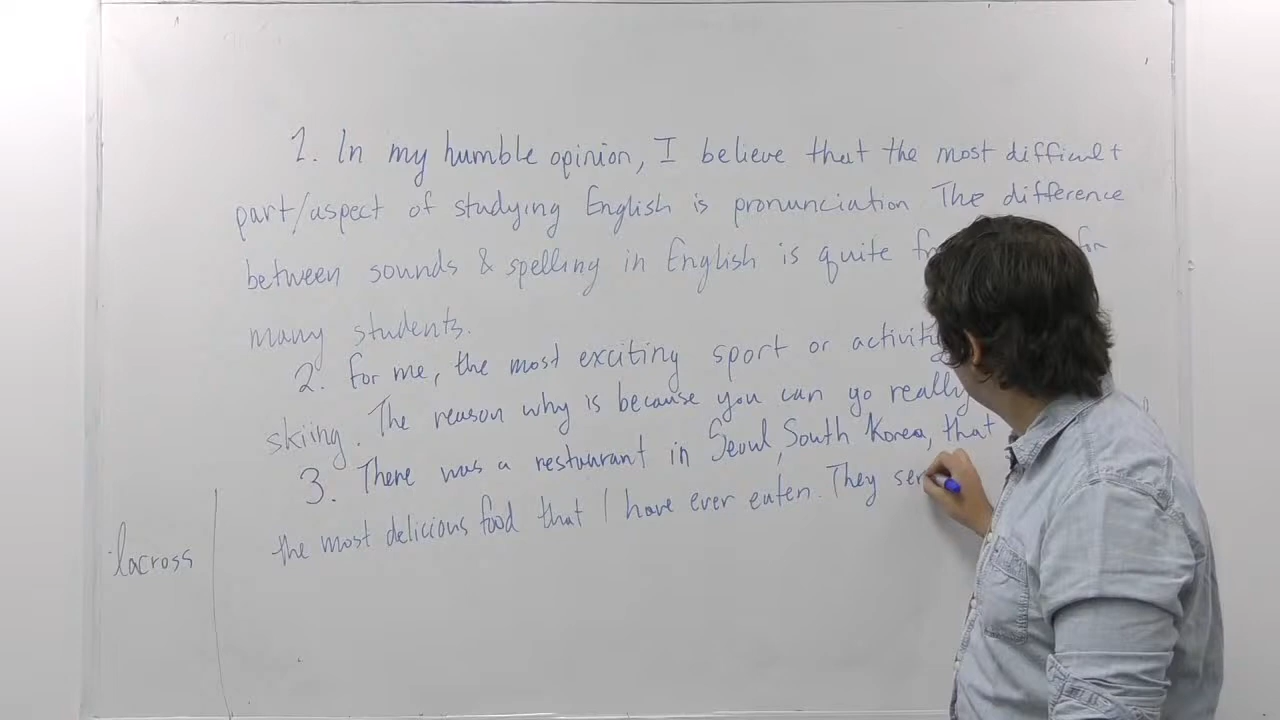 1. In my humble opinion, I believe that the most difficult
part/aspect of studying English is pronunciation The difference
between sounds & spelling in English is quite
many students.
2. For me, the most exciting sport or activity
skiing. The reason why is because you can go really
3. There was a restaurant in Seoul, South Korea, that
the most delicious food that I have ever eaten. They
lacross